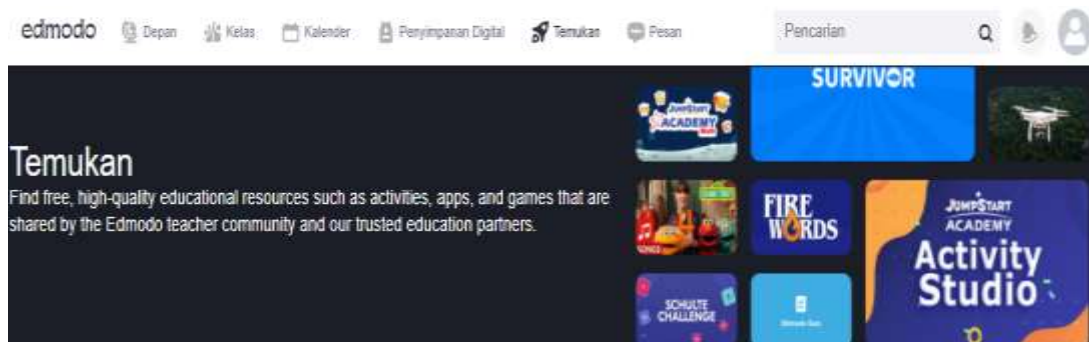 edmodo Depan Kelas Kalender Penyimpanan Digital Temukan Pesan Pencarian
Temukan
Find free, high-quality educational resources such as activities, apps, and games that are
shared by the Edmodo teacher community and our trusted education partners.
JUMPSTART
ACADEMY
SURVIVOR
SONGS
FIRE
WORDS
JUMPSTART
ACADEMY
Activity
Studio
SCHULTE
CHALLENGE